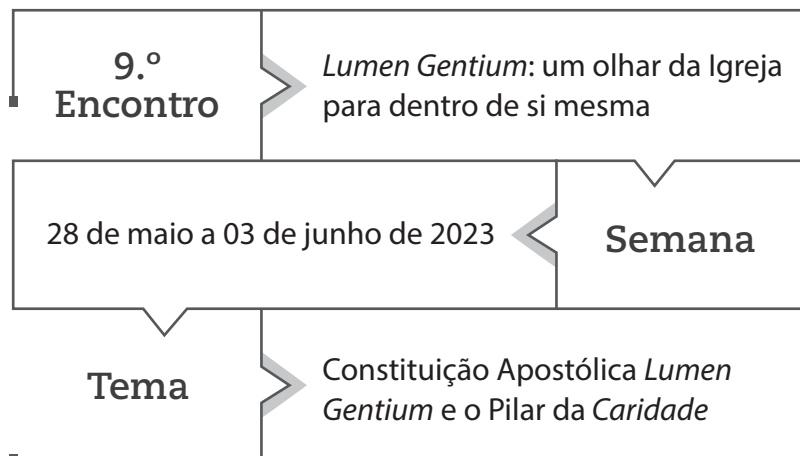 9.º
Encontro
Lumen Gentium: um olhar da Igreja
para dentro de si mesma
28 de maio a 03 de junho de 2023
Semana
Tema
Constituição Apostólica Lumen
Gentium e o Pilar da Caridade